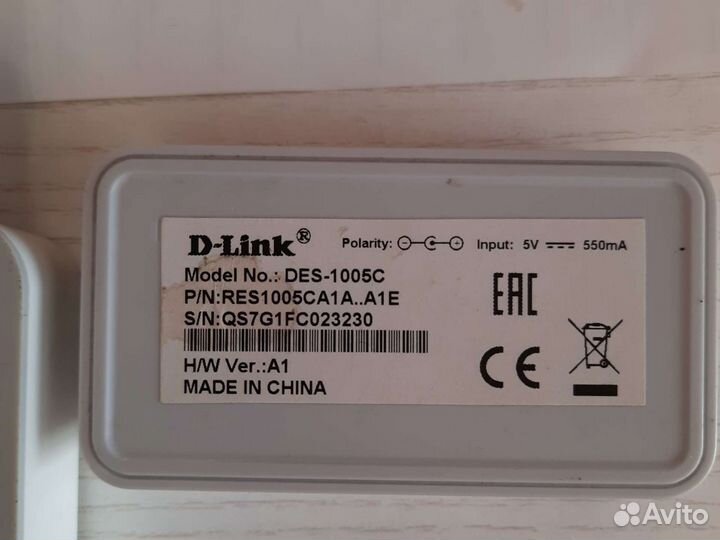 D-Link®
Polarity: Input: 5V 550mA
Model No.: DES-1005C
P/N:RES1005CA1A..A1E
S/N:QS7G1FC023230
H/W Ver.:A1
MADE IN CHINA
EAC
CE
Avito